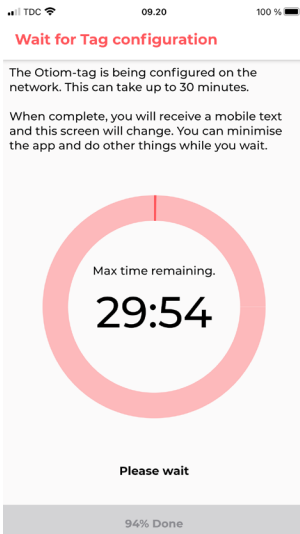 TDC 09.20 100 %
Wait for Tag configuration
The Otiom-tag is being configured on the
network. This can take up to 30 minutes.
When complete, you will receive a mobile text
and this screen will change. You can minimise
the app and do other things while you wait.
Max time remaining.
29:54
Please wait
94% Done